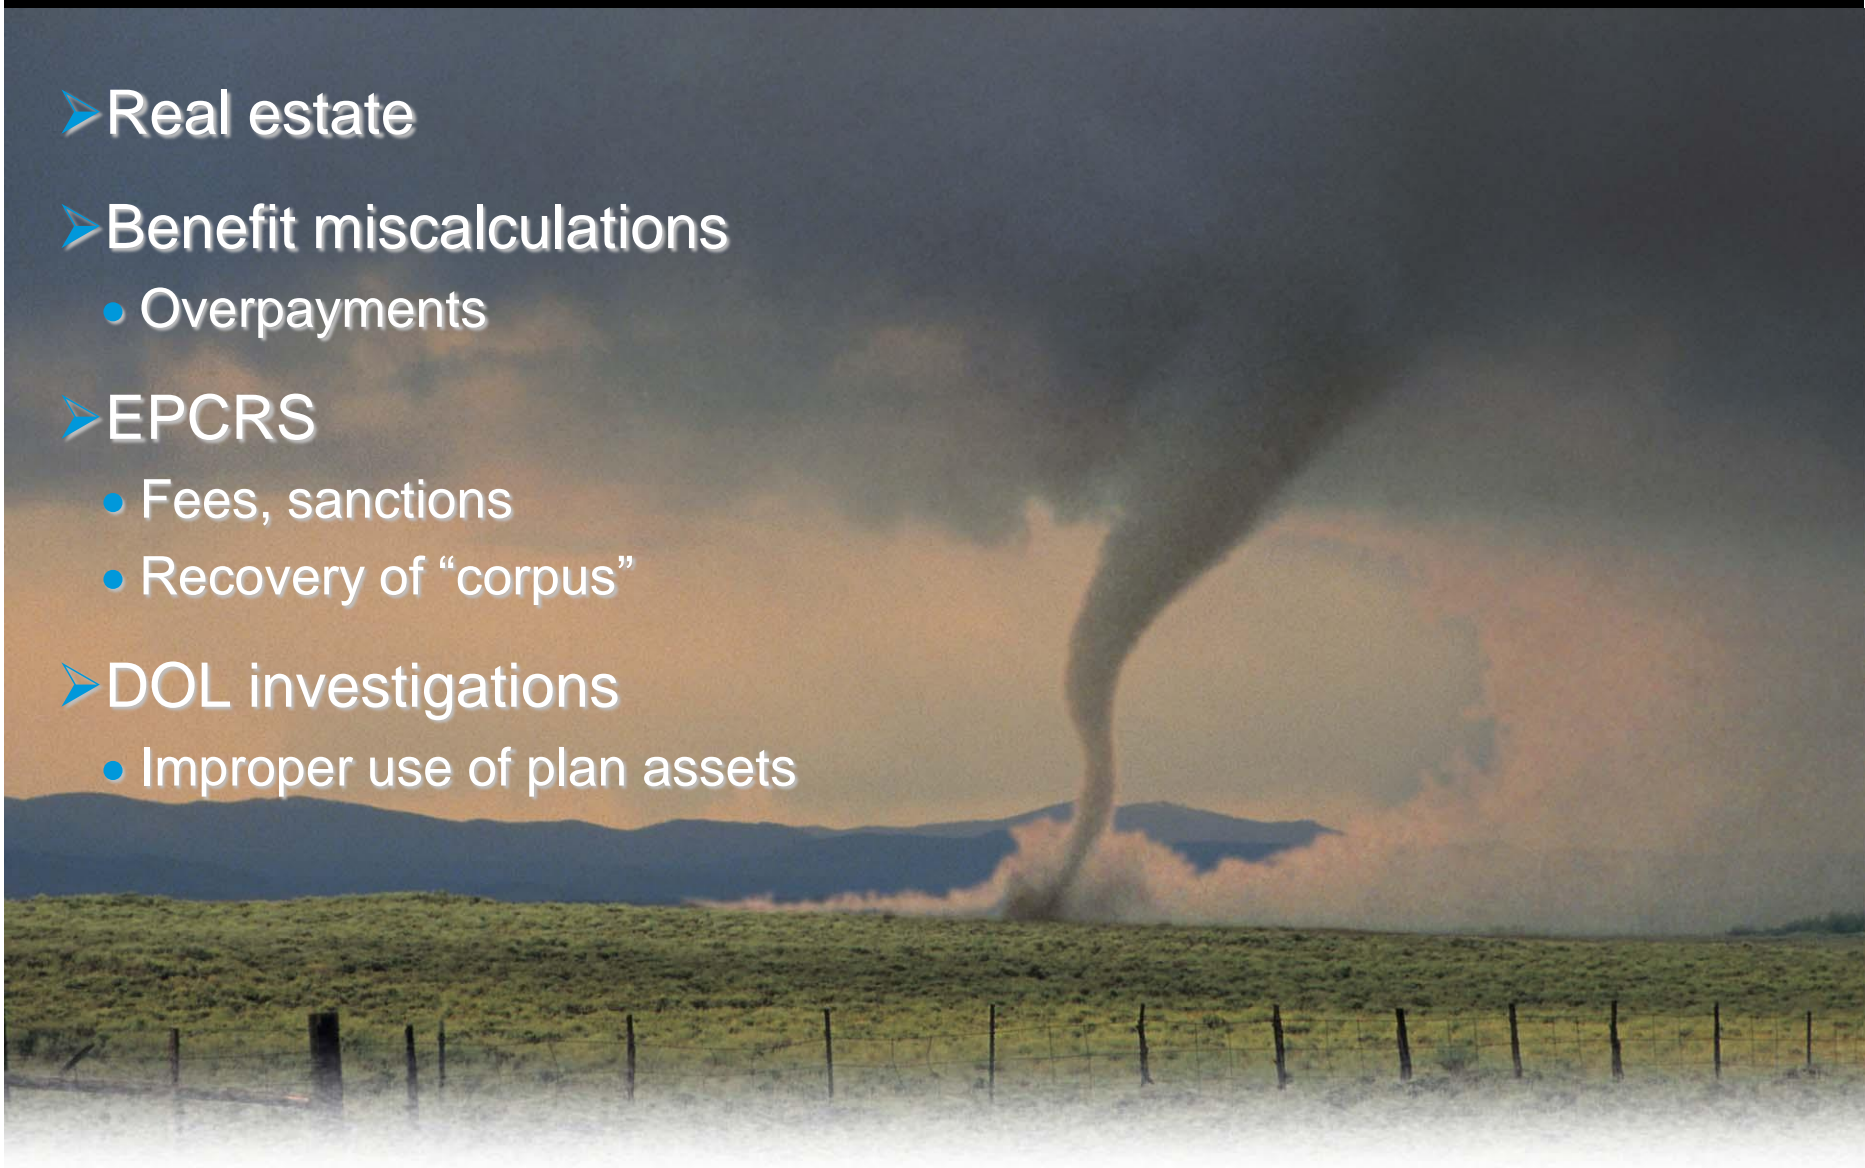 Real estate
Benefit miscalculations
Overpayments
EPCRS
Fees, sanctions
Recovery of “corpus”
DOL investigations
Improper use of plan assets